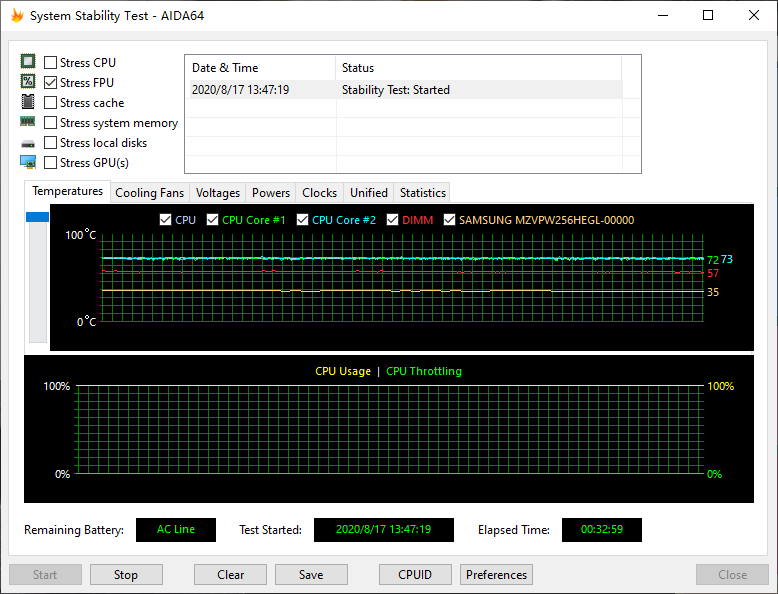 System Stability Test - AIDA64
Stress CPU
Stress FPU
Stress cache
Stress system memory
Stress local disks
Stress GPU(s)
Date & Time Status
2020/8/17 13:47:19 Stability Test: Started
Temperatures Cooling Fans Voltages Powers Clocks Unified Statistics
CPU CPU Core #1 CPU Core #2 DIMM SAMSUNG MZVPW256HEGL-00000
100°C
72 73
57
35
0°C
CPU Usage | CPU Throttling
100% 100%
0% 0%
Remaining Battery: AC Line Test Started: 2020/8/17 13:47:19 Elapsed Time: 00:32:59
Start Stop Clear Save CPUID Preferences Close